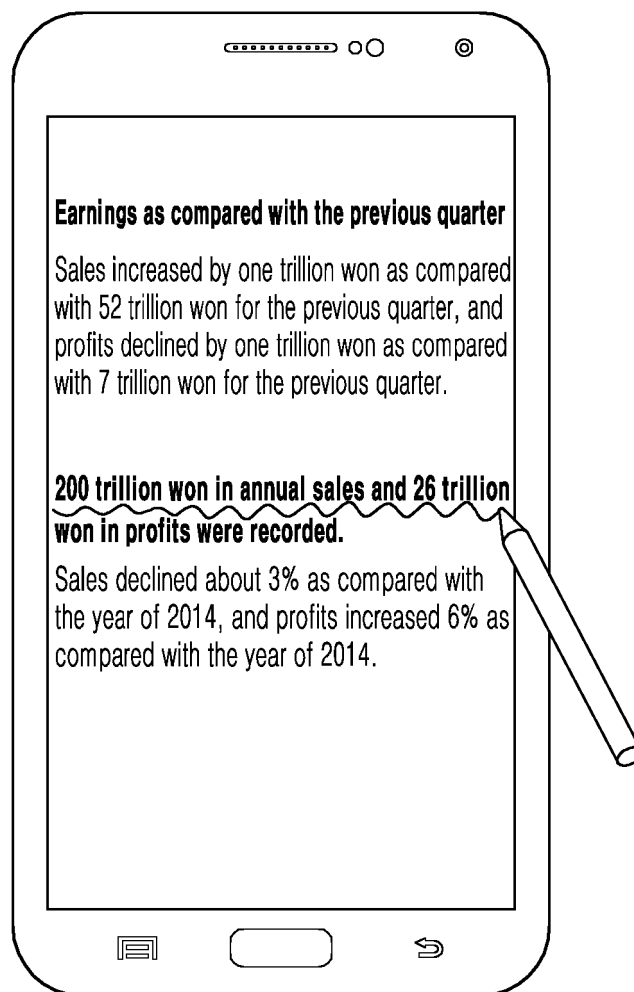 Earnings as compared with the previous quarter
Sales increased by one trillion won as compared
with 52 trillion won for the previous quarter, and
profits declined by one trillion won as compared
with 7 trillion won for the previous quarter.
200 trillion won in annual sales and 26 trillion
won in profits were recorded.
Sales declined about 3% as compared with
the year of 2014, and profits increased 6% as
compared with the year of 2014.